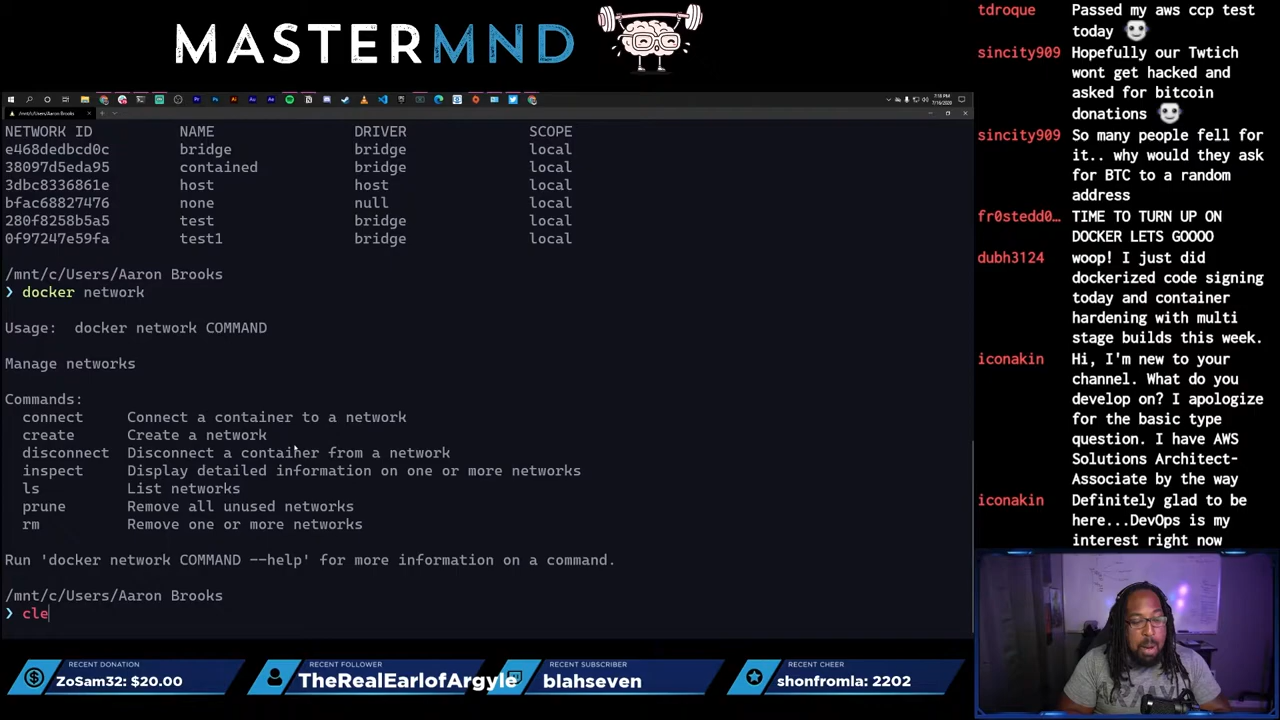 MASTERMND
/mnt/c/Users/Aaron Brooks
7/16/2020
NETWORK ID NAME DRIVER SCOPE
e468dedbcd0c bridge bridge local
38097d5eda95 contained bridge local
3dbc8336861e host host local
bfac68827476 none null local
280f8258b5a5 test bridge local
0f97247e59fa test1 bridge local
/mnt/c/Users/Aaron Brooks
❯ docker network
Usage: docker network COMMAND
Manage networks
Commands:
connect Connect a container to a network
create Create a network
disconnect Disconnect a container from a network
inspect Display detailed information on one or more networks
ls List networks
prune Remove all unused networks
rm Remove one or more networks
Run 'docker network COMMAND --help' for more information on a command.
/mnt/c/Users/Aaron Brooks
❯ cle
tdroque Passed my aws ccp test
today
sincity909 Hopefully our Twtich
wont get hacked and
asked for bitcoin
donations
sincity909 So many people fell for
it.. why would they ask
for BTC to a random
address
fr0stedd0… TIME TO TURN UP ON
DOCKER LETS GOOOO
dubh3124 woop! I just did
dockerized code signing
today and container
hardening with multi
stage builds this week.
iconakin Hi, I'm new to your
channel. What do you
develop on? I apologize
for the basic type
question. I have AWS
Solutions Architect-
Associate by the way
iconakin Definitely glad to be
here...DevOps is my
interest right now
RECENT DONATION
ZoSam32: $20.00
RECENT FOLLOWER
TheRealEarlofArgyle
RECENT SUBSCRIBER
blahseven
RECENT CHEER
shonfromla: 2202